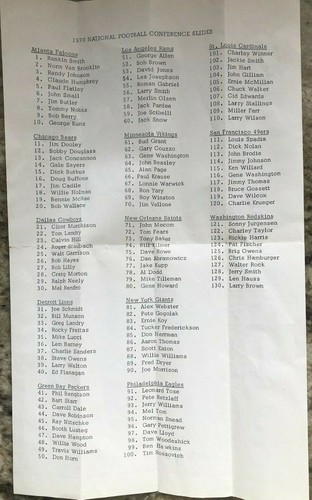 1970 NATIONAL FOOTBALL CONFERENCE SLIDES
Atlanta Falcons
1. Rankin Smith
2. Norm Van Brocklin
3. Randy Johnson
4. Claude Humphrey
5. Paul Flatley
6. John Small
7. Jim Butler
8. Tommy Nobis
9. Bob Berry
10. George Kunz
Chicago Bears
11. Jim Dooley
12. Bobby Douglass
13. Jack Concannon
14. Gale Sayers
15. Dick Butkus
16. Doug Buffone
17. Jim Cadile
18. Willie Holman
19. Bennie McRae
20. Bob Wallace
Dallas Cowboys
21. Clint Murchison
22. Tom Landry
23. Calvin Hill
24. Roger Staubach
25. Walt Garrison
26. Bob Hayes
27. Bob Lilly
28. Craig Morton
29. Ralph Neely
30. Mel Renfro
Detroit Lions
31. Joe Schmidt
32. Bill Munson
33. Greg Landry
34. Rocky Freitas
35. Mike Lucci
36. Len Barney
37. Charlie Sanders
38. Steve Owens
39. Larry Walton
40. Ed Flanagan
Green Bay Packers
41. Phil Bengtson
42. Bart Starr
43. Carroll Dale
44. Dave Robinson
45. Ray Nitschke
46. Booth Lusteg
47. Dave Hampton
48. Willie Wood
49. Travis Williams
50. Don Horn
Los Angeles Rams
51. George Allen
52. Bob Brown
53. David Jones
54. Les Josephson
55. Roman Gabriel
56. Larry Smith
57. Merlin Olsen
58. Jack Pardee
59. Joe Scibelli
60. Jack Snow
Minnesota Vikings
61. Bud Grant
62. Gary Cuozzo
63. Gene Washington
64. John Beasley
65. Alan Page
66. Paul Krause
67. Lonnie Warwick
68. Ron Yary
69. Roy Winston
70. Jim Vellone
New Orleans Saints
71. John Mecom
72. Tom Fears
73. Tony Baker
75. Dave Rowe
76. Dan Abramowicz
77. Jake Kupp
78. Al Dodd
79. Mike Tilleman
80. Gene Howard
New York Giants
81. Alex Webster
82. Pete Gogolak
83. Ernie Koy
84. Tucker Frederickson
85. Don Herrman
86. Aaron Thomas
87. Scott Eaton
88. Willie Williams
89. Fred Dryer
90. Joe Morrison
Philadelphia Eagles
91. Leonard Tose
92. Pete Retzlaff
93. Jerry Williams
94. Mel Tom
95. Norman Snead
96. Gary Pettigrew
97. Dave Lloyd
98. Tom Woodeshick
99. Ben Hawkins
100. Tim Rossovich
St. Louis Cardinals
101. Charley Winner
102. Jackie Smith
103. Jim Hart
104. John Gilliam
105. Ernie McMillan
106. Chuck Walker
107. Cid Edwards
108. Larry Stallings
109. Miller Farr
110. Larry Wilson
San Francisco 49ers
111. Louis Spadia
112. Dick Nolan
113. John Brodie
114. Jimmy Johnson
115. Ken Willard
116. Gene Washington
117. Jimmy Thomas
118. Bruce Gossett
119. Dave Wilcox
120. Charlie Krueger
Washington Redskins
121. Sonny Jurgensen
122. Charley Taylor
123. Rickie Harris
124. Pat Fischer
125. Brig Owens
126. Chris Hamburger
127. Walter Rock
128. Jerry Smith
129. Len Hauss
130. Larry Brown